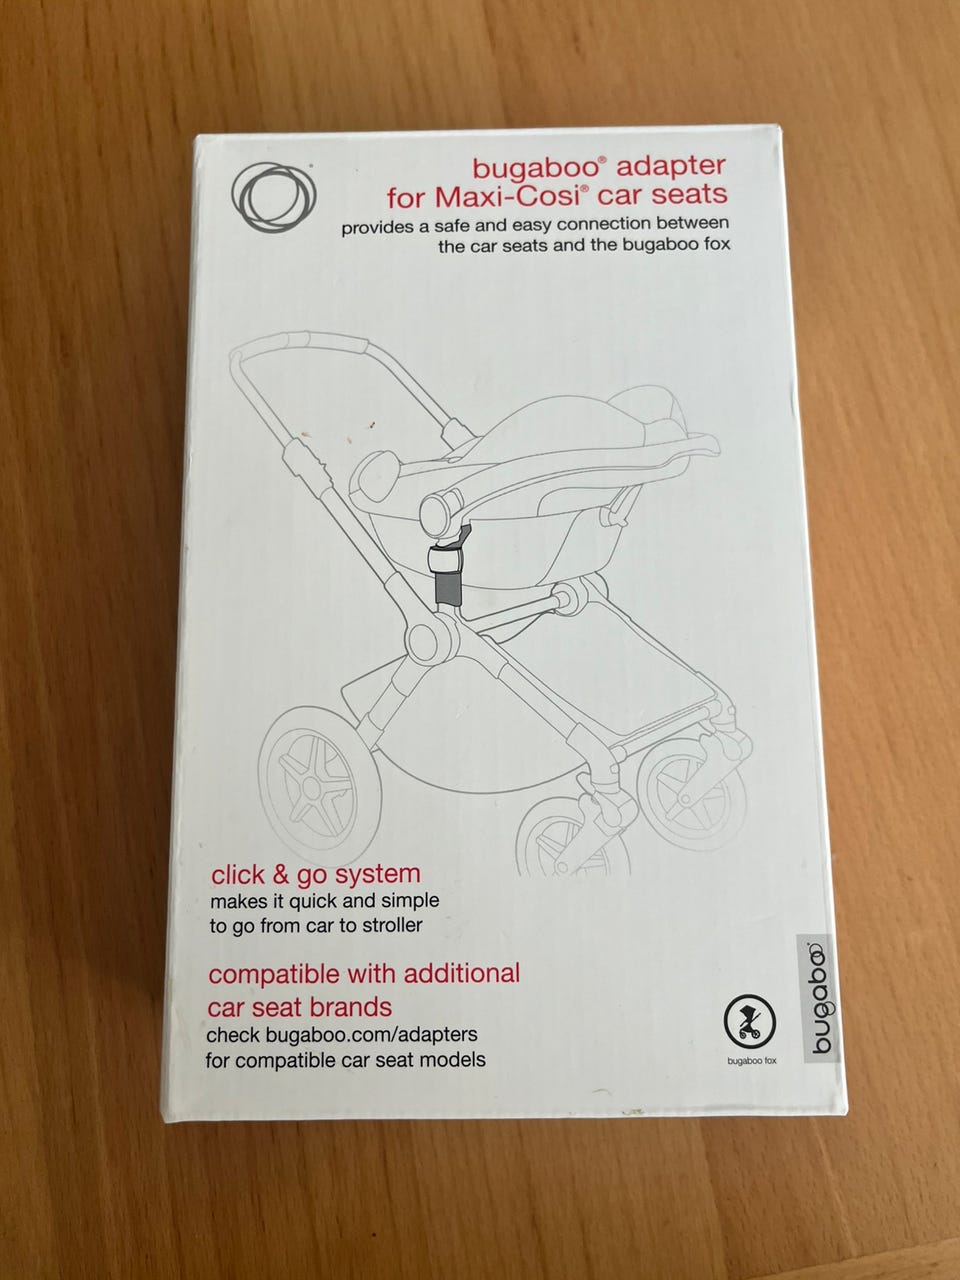 bugaboo® adapter
for Maxi-Cosi® car seats
provides a safe and easy connection between
the car seats and the bugaboo fox
click & go system
makes it quick and simple
to go from car to stroller
compatible with additional
car seat brands
check bugaboo.com/adapters
for compatible car seat models
bugaboo fox
bugaboo